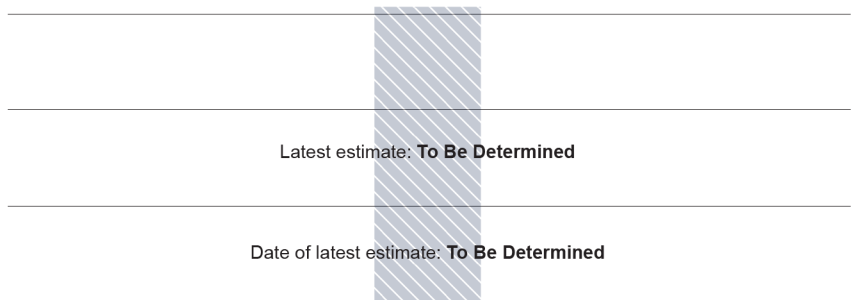 Latest estimate: To Be Determined
Date of latest estimate: To Be Determined